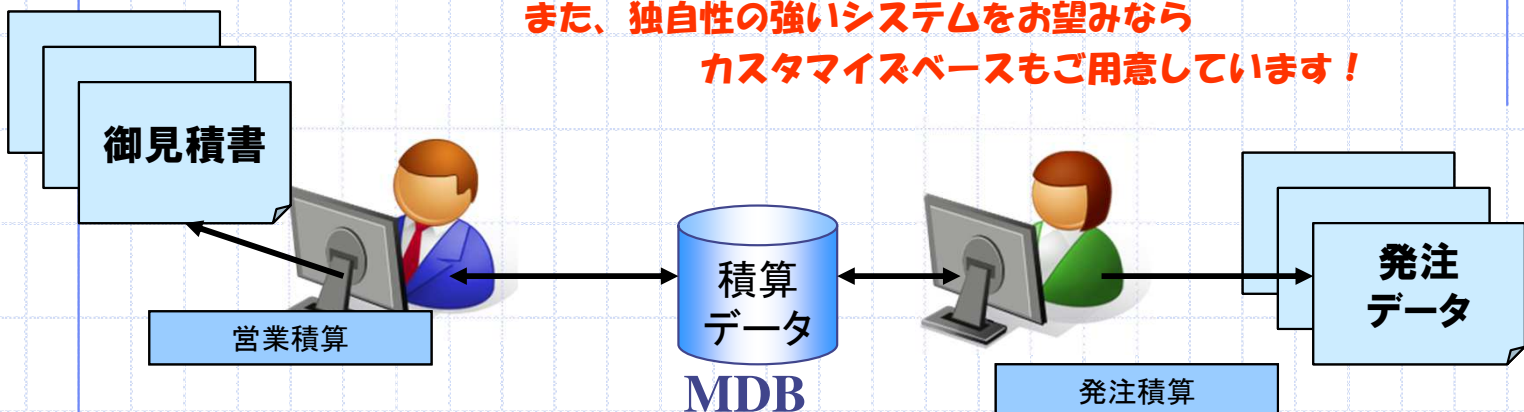 また、独自性の強いシステムをお望みなら
カスタマイズベースもご用意しています！
御見積書
営業積算
積算
データ
MDB
発注積算
発注
データ